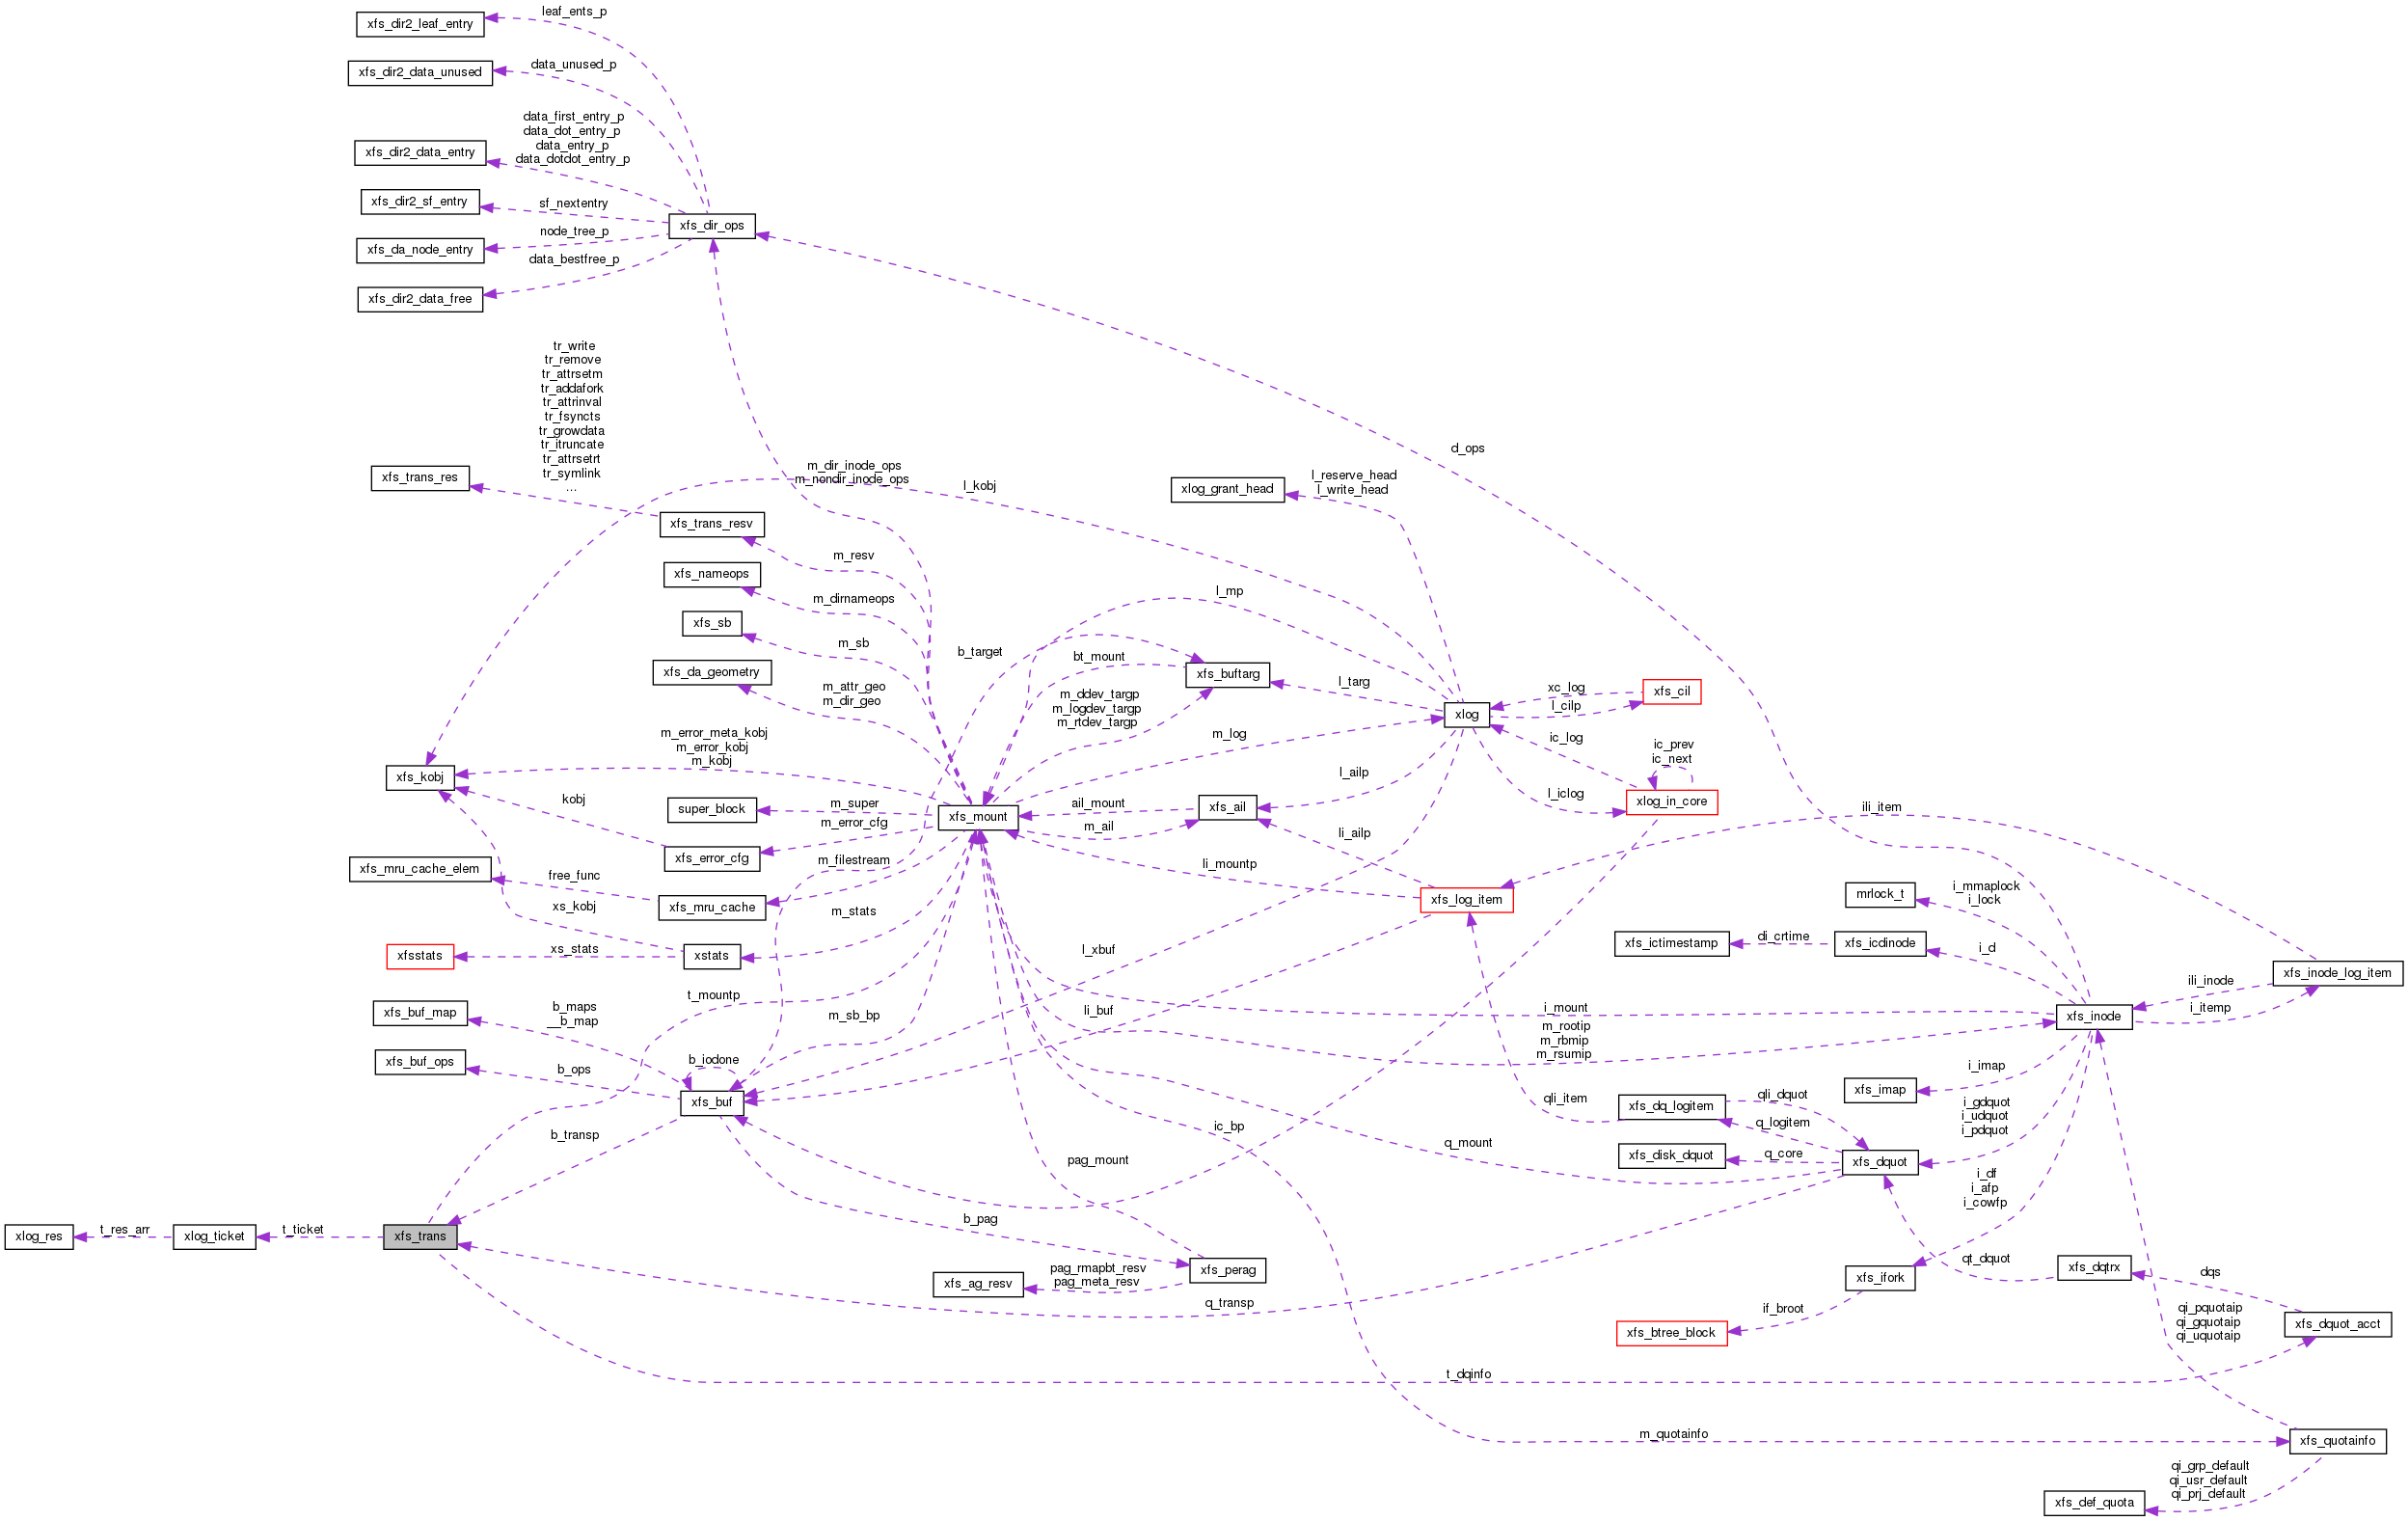 leaf_ents_p
xfs_dir2_leaf_entry
data_unused_p
xfs_dir2_data_unused
data_first_entry_p
data_dot_entry_p
data_entry_p
data_dotdot_entry_p
xfs_dir2_data_entry
xfs_dir2_sf_entry
sf_nextentry
xfs_dir_ops
node_tree_p
xfs_da_node_entry
data_bestfree_p
xfs_dir2_data_free
tr_write
tr_remove
tr_attrsetm
tr_addafork
tr_attrinval
tr_fsyncts
tr_growdata
tr_itruncate
tr_attrsetrt
tr_symlink
...
xfs_trans_res
d_ops
m_dir_inode_ops
m_nondir_inode_ops
l_kobj
xlog_grant_head
l_reserve_head
l_write_head
xfs_trans_resv
m_resv
xfs_nameops
m_dirnameops
l_mp
xfs_sb
m_sb
b_target
bt_mount
xfs_buftarg
l_targ
xfs_da_geometry
m_attr_geo
m_dir_geo
m_ddev_targp
m_logdev_targp
m_rtdev_targp
xc_log
l_cilp
xfs_cil
xlog
m_error_meta_kobj
m_error_kobj
m_kobj
m_log
ic_log
ic_prev
ic_next
xfs_kobj
l_ailp
l_iclog
xlog_in_core
kobj
super_block
m_super
xfs_mount
ail_mount
m_ail
xfs_ail
ili_item
m_error_cfg
xfs_error_cfg
li_ailp
xfs_mru_cache_elem
free_func
m_filestream
li_mountp
xfs_mru_cache
xs_kobj
m_stats
xfs_log_item
mrlock_t
i_mmaplock
i_lock
xfsstats
xs_stats
xstats
l_xbuf
xfs_ictimestamp
di_crtime
xfs_icdinode
i_d
xfs_inode_log_item
t_mountp
ili_inode
i_itemp
xfs_buf_map
b_maps
__b_map
m_sb_bp
li_buf
i_mount
m_rootip
m_rbmip
m_rsumip
xfs_inode
xfs_buf_ops
b_ops
b_iodone
xfs_buf
i_imap
xfs_imap
qli_item
xfs_dq_logitem
qli_dquot
q_logitem
i_gdquot
i_udquot
i_pdquot
b_transp
ic_bp
q_mount
pag_mount
xfs_disk_dquot
q_core
xfs_dquot
i_df
i_afp
i_cowfp
b_pag
xlog_res
t_res_arr
xlog_ticket
t_ticket
xfs_trans
xfs_ag_resv
pag_rmapbt_resv
pag_meta_resv
xfs_perag
q_transp
qt_dquot
xfs_dqtrx
dqs
xfs_ifork
if_broot
xfs_btree_block
qi_pquotaip
qi_gquotaip
qi_uquotaip
xfs_dquot_acct
t_dqinfo
m_quotainfo
xfs_quotainfo
qi_grp_default
qi_usr_default
qi_prj_default
xfs_def_quota